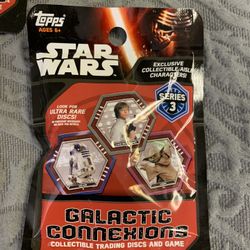 Topps
AGES 6+
STAR
WARS
EXCLUSIVE
COLLECTIBLE AISLE
CHARACTERS!
SERIES
3
LOOK FOR
ULTRA RARE
DISCS!
GALACTIC
CONNEXIONS
COLLECTIBLE TRADING DISCS AND GAME